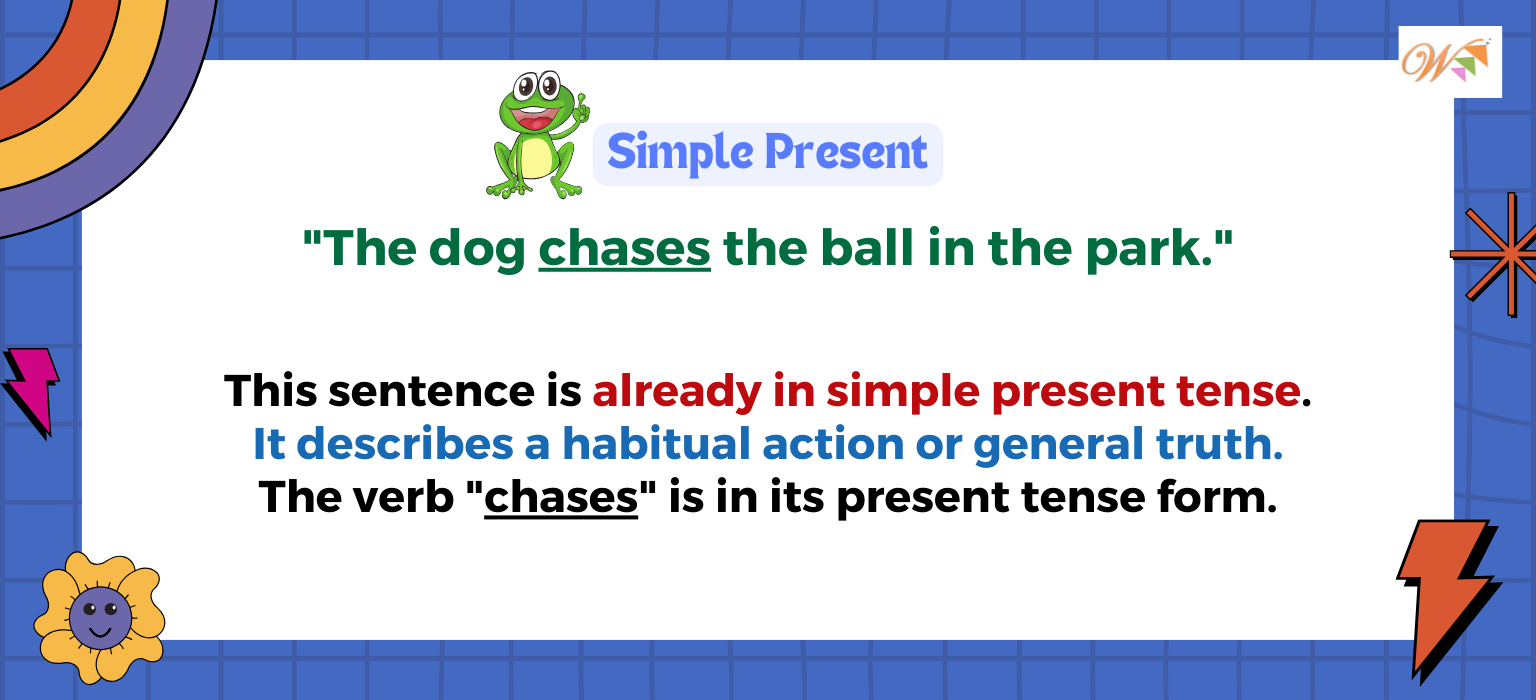 Simple Present
"The dog chases the ball in the park."
This sentence is already in simple present tense.
It describes a habitual action or general truth.
The verb "chases" is in its present tense form.